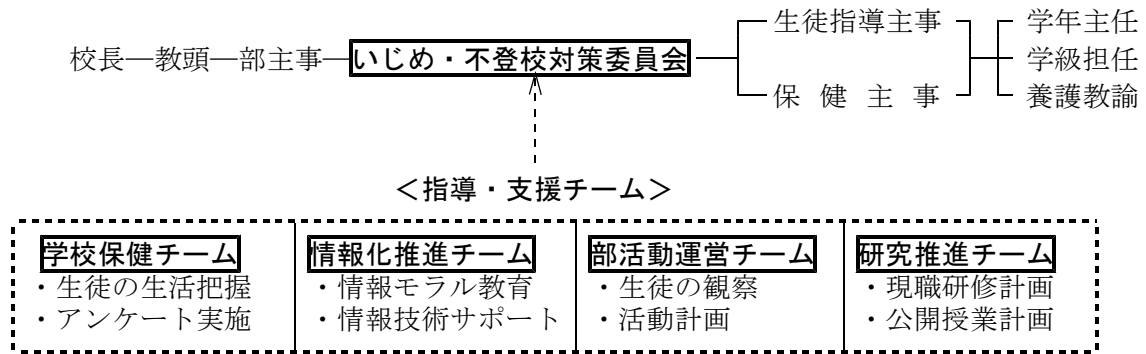 生徒指導主事 学年主任
校長―教頭―部主事―いじめ・不登校対策委員会 学級担任
保健主事 養護教諭
＜指導・支援チーム＞
学校保健チーム 情報化推進チーム 部活動運営チーム 研究推進チーム
・生徒の生活把握 ・情報モラル教育 ・生徒の観察 ・現職研修計画
・アンケート実施 ・情報技術サポート ・活動計画 ・公開授業計画